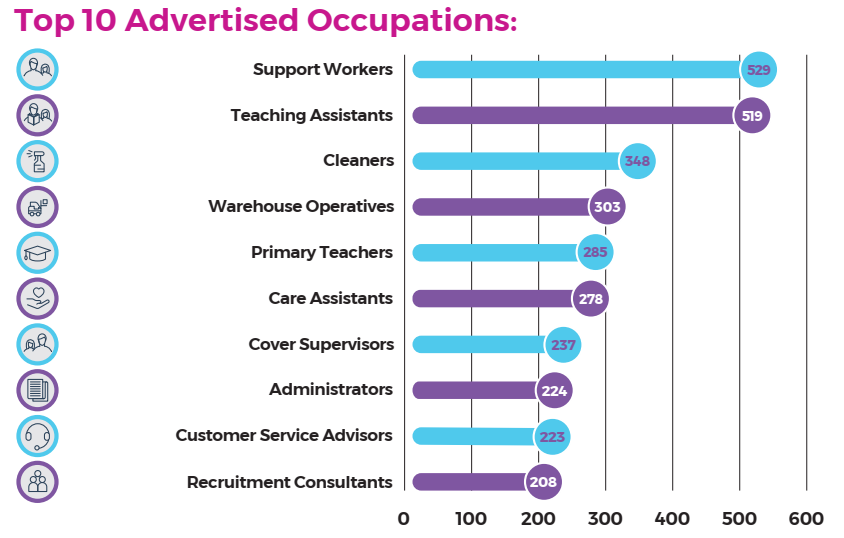 Top 10 Advertised Occupations:
Support Workers 529
Teaching Assistants 519
Cleaners 348
Warehouse Operatives 303
Primary Teachers 285
Care Assistants 278
Cover Supervisors 237
Administrators 224
Customer Service Advisors 223
Recruitment Consultants 208
0 100 200 300 400 500 600